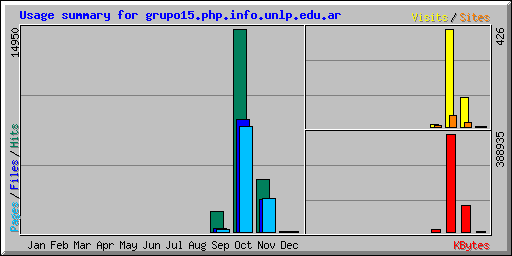 Usage summary for grupo15.php.info.unlp.edu.ar
Visits/Sites
14950
426
Pages/Files/Hits
388935
Jan Feb Mar Apr May Jun Jul Aug Sep Oct Nov Dec
KBytes